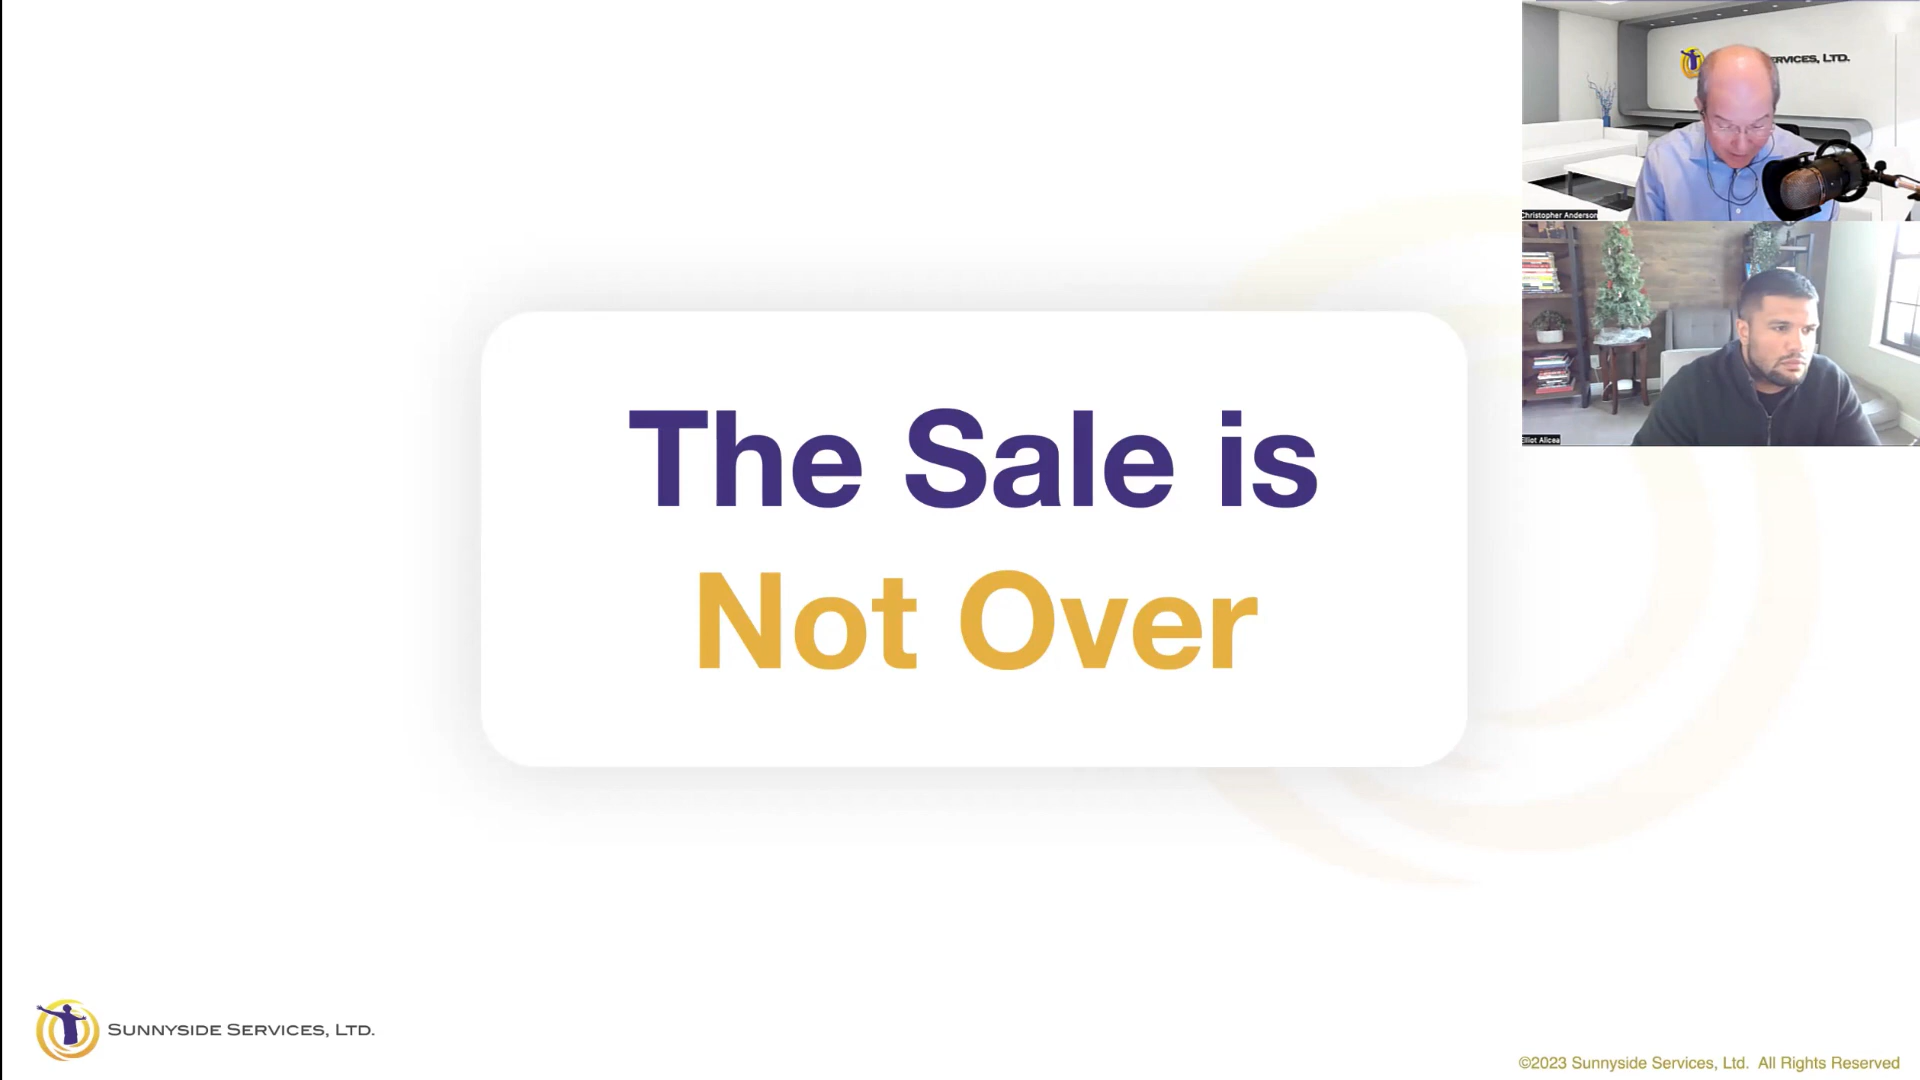 RVICES, LTD.
Christopher Anderson
The Sale is
Not Over
Elliot Alicea
SUNNYSIDE SERVICES, LTD.
©2023 Sunnyside Services, Ltd. All Rights Reserved